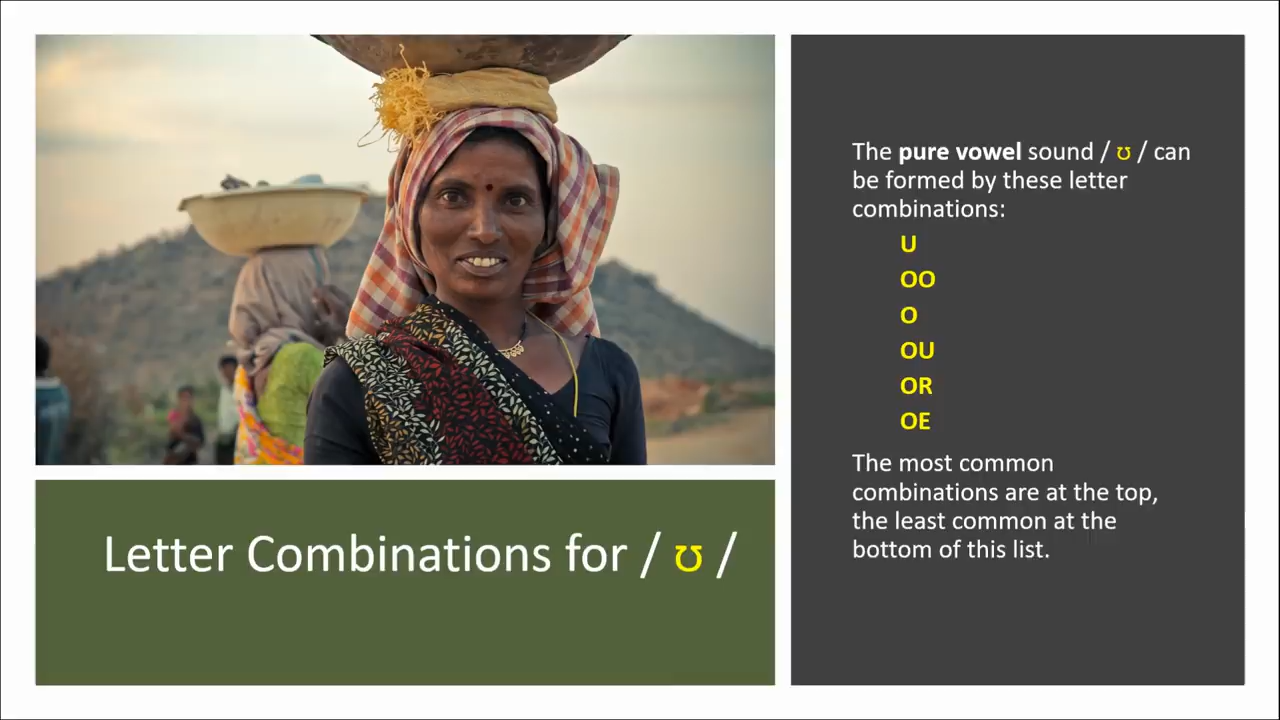 Letter Combinations for / ʊ /
The pure vowel sound / ʊ / can
be formed by these letter
combinations:
U
OO
O
OU
OR
OE
The most common
combinations are at the top,
the least common at the
bottom of this list.